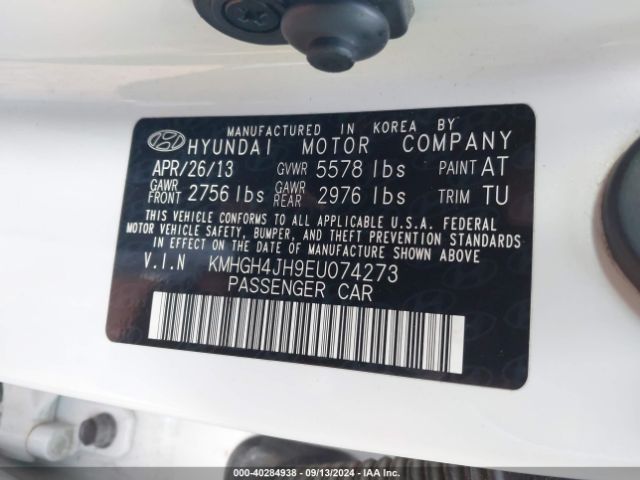 MANUFACTURED IN KOREA BY
HYUNDAI MOTOR COMPANY
APR/26/13 GVWR 5578 lbs PAINT AT
GAWR FRONT 2756 lbs GAWR REAR 2976 lbs TRIM TU
THIS VEHICLE CONFORMS TO ALL APPLICABLE U.S.A. FEDERAL
MOTOR VEHICLE SAFETY, BUMPER, AND THEFT PREVENTION STANDARDS
IN EFFECT ON THE DATE OF MANUFACTURE SHOWN ABOVE
V.I.N KMHGH4JH9EU074273
PASSENGER CAR
000-40284938 - 09/13/2024 - IAA Inc.